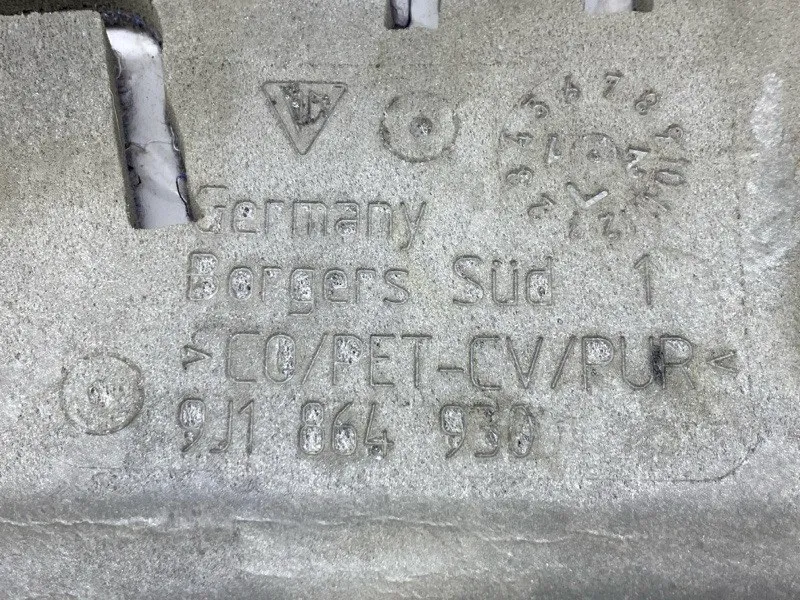 Germany
Borgers Süd 1
>CO/PET-CV/PUR<
9J1 864 930